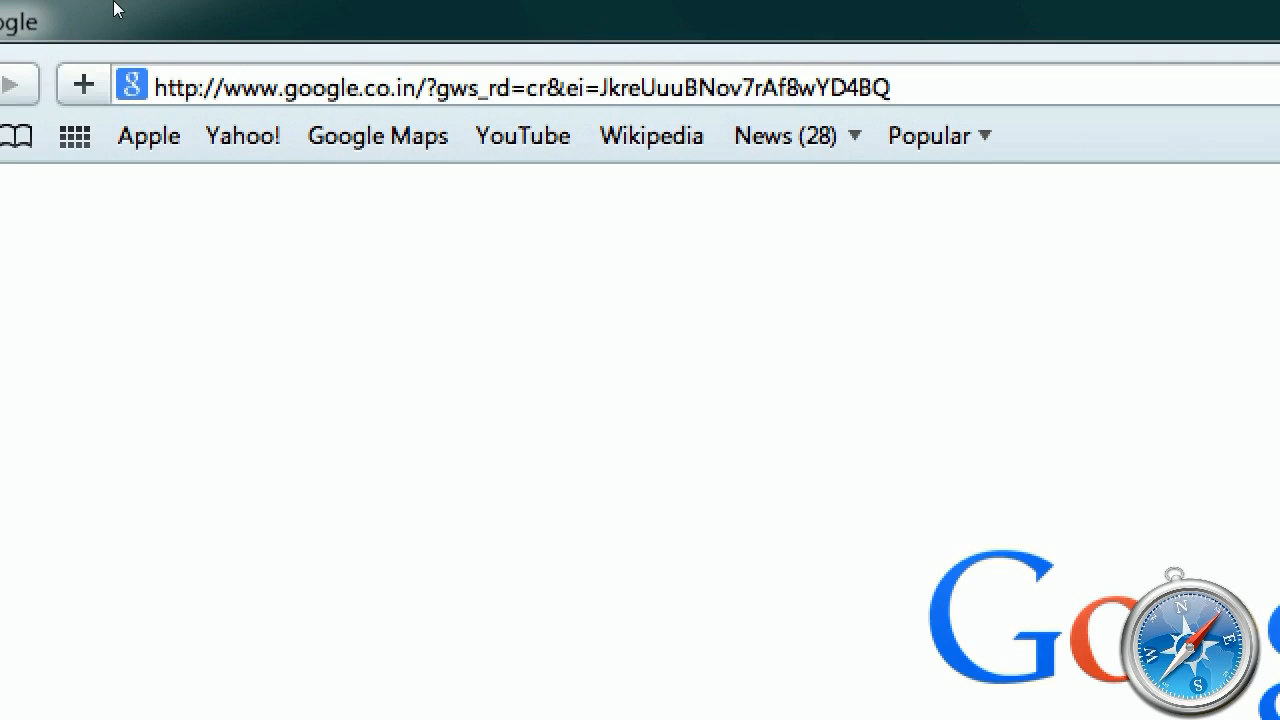 ogle
http://www.google.co.in/?gws_rd=cr&ei=JkreUuuBNov7rAf8wYD4BQ
Apple Yahoo! Google Maps YouTube Wikipedia News (28) Popular
Go
N
E
S
W